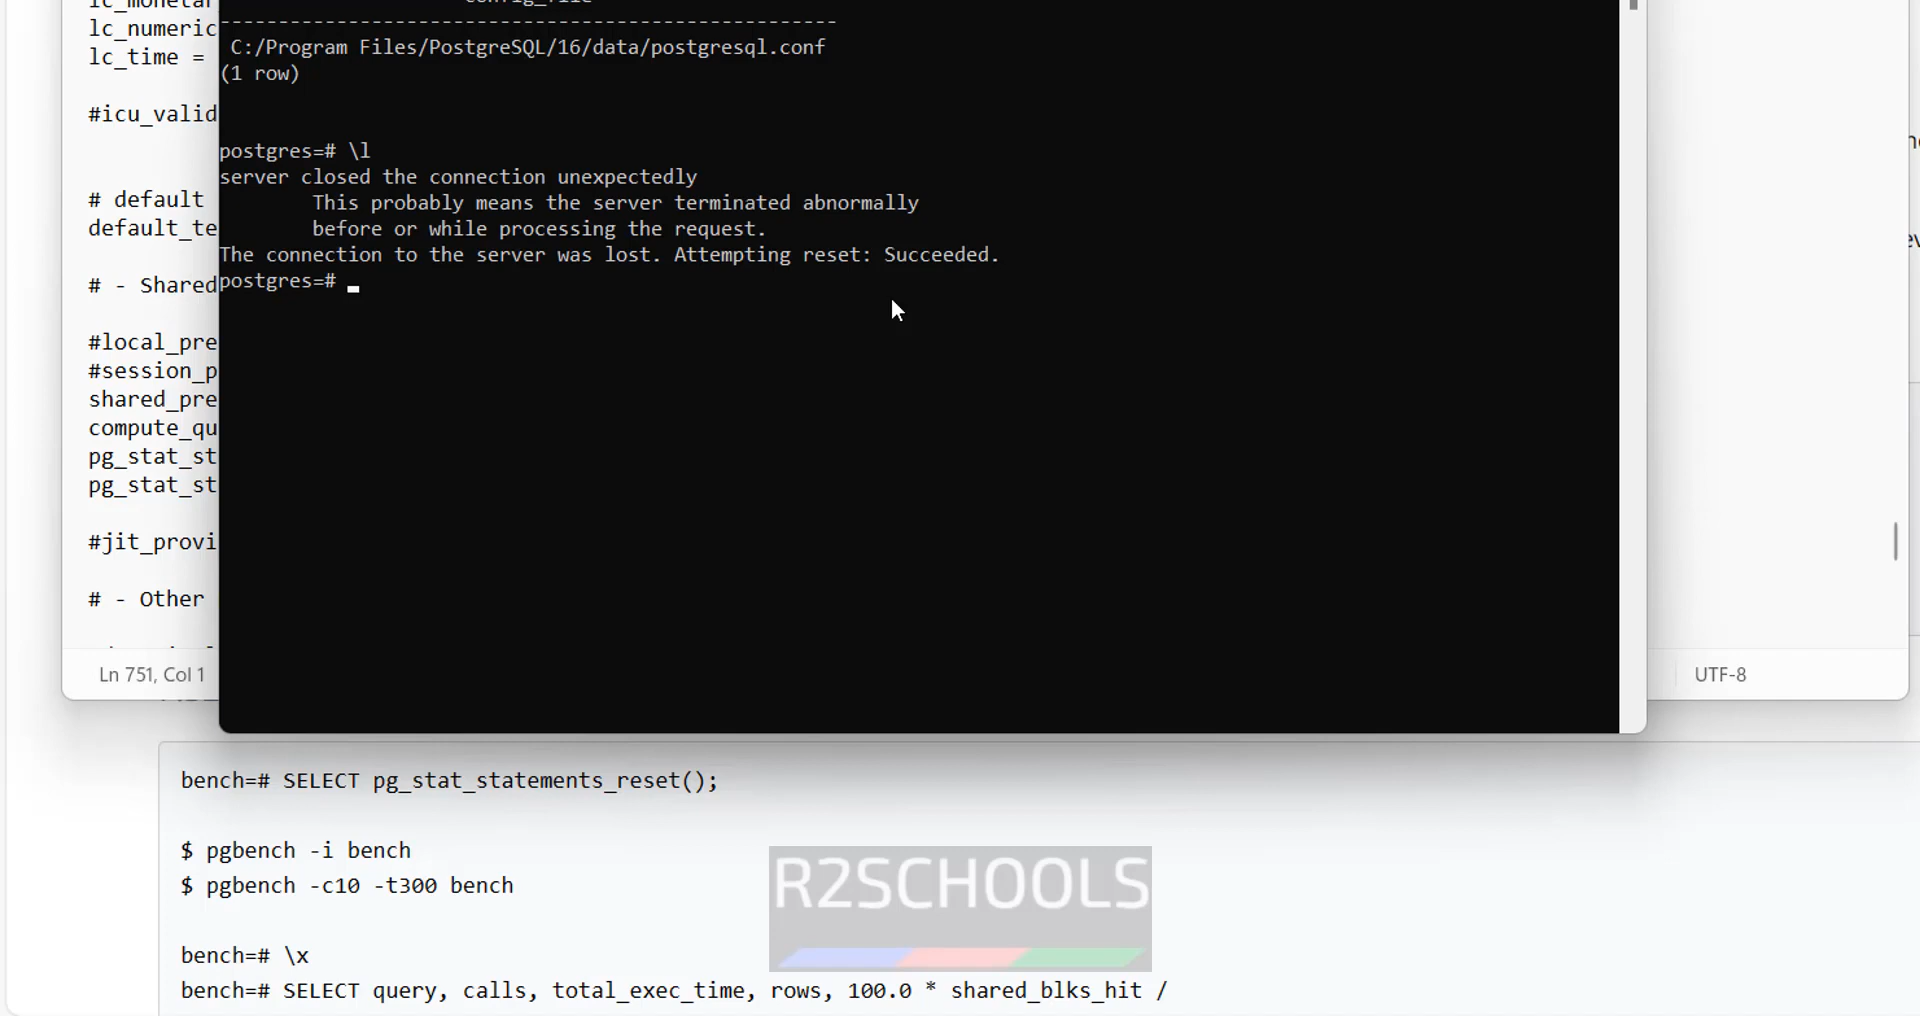 lc_monetar
lc_numeric
lc_time =
#icu_valid
# default
default_te
# - Shared
#local_pre
#session_p
shared_pre
compute_qu
pg_stat_st
pg_stat_st
#jit_provi
# - Other
Ln 751, Col 1
UTF-8
config_file
-----------------------------------------------------
C:/Program Files/PostgreSQL/16/data/postgresql.conf
(1 row)
postgres=# \l
server closed the connection unexpectedly
This probably means the server terminated abnormally
before or while processing the request.
The connection to the server was lost. Attempting reset: Succeeded.
postgres=#
bench=# SELECT pg_stat_statements_reset();
$ pgbench -i bench
$ pgbench -c10 -t300 bench
bench=# \x
bench=# SELECT query, calls, total_exec_time, rows, 100.0 * shared_blks_hit /
R2SCHOOLS